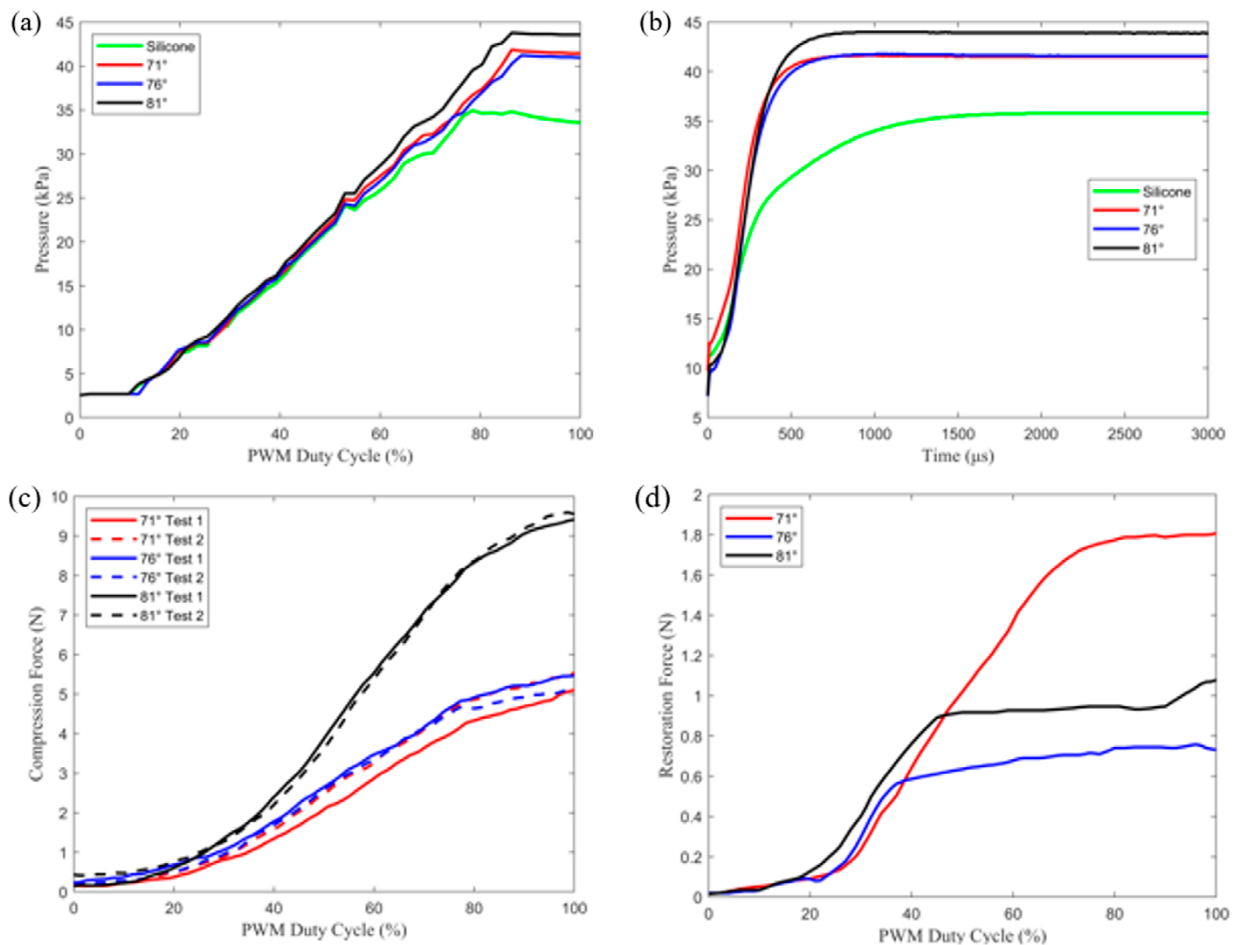 (a)
45
40
35
30
25
20
15
10
5
0
Pressure (kPa)
Silicone
71°
76°
81°
0 20 40 60 80 100
PWM Duty Cycle (%)
(b)
45
40
35
30
25
20
15
10
5
Pressure (kPa)
Silicone
71°
76°
81°
0 500 1000 1500 2000 2500 3000
Time (μs)
(c)
10
9
8
7
6
5
4
3
2
1
0
Compression Force (N)
71° Test 1
71° Test 2
76° Test 1
76° Test 2
81° Test 1
81° Test 2
0 20 40 60 80 100
PWM Duty Cycle (%)
(d)
2
1.8
1.6
1.4
1.2
1
0.8
0.6
0.4
0.2
0
Restoration Force (N)
71°
76°
81°
0 20 40 60 80 100
PWM Duty Cycle (%)